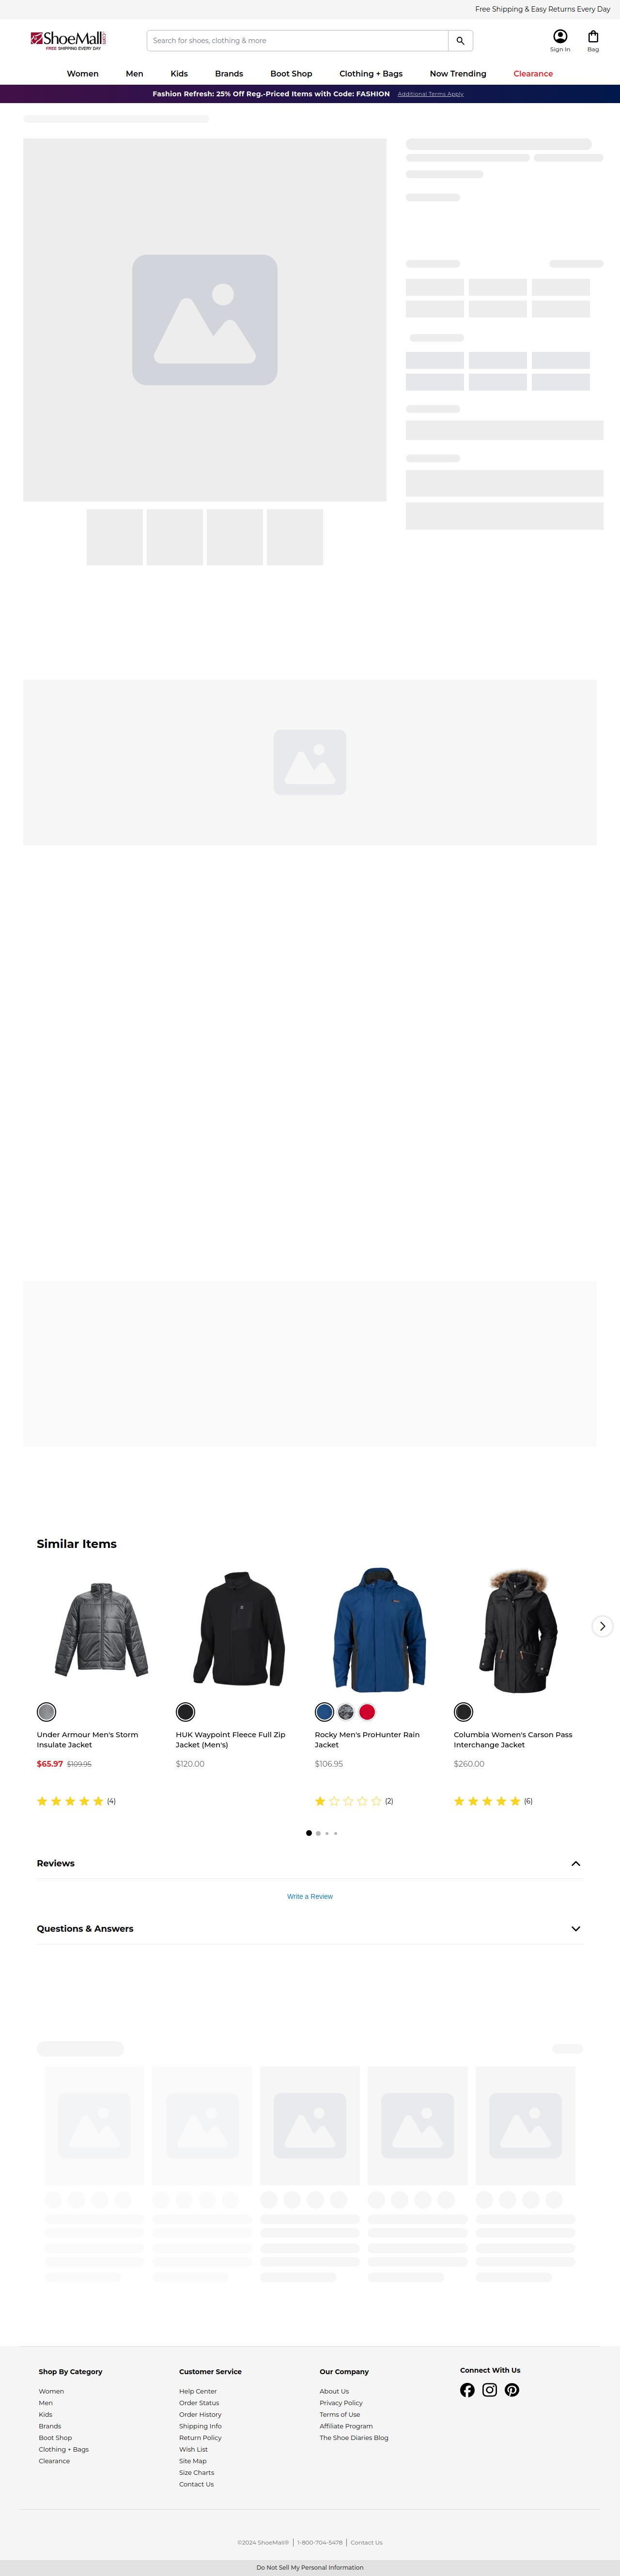 Free Shipping & Easy Returns Every Day
ShoeMall
FREE SHIPPING EVERY DAY
Search for shoes, clothing & more
Sign In
Bag
Women Men Kids Brands Boot Shop Clothing + Bags Now Trending Clearance
Fashion Refresh: 25% Off Reg.-Priced Items with Code: FASHION Additional Terms Apply
Similar Items
Under Armour Men's Storm
Insulate Jacket
$65.97 $109.95
(4)
HUK Waypoint Fleece Full Zip
Jacket (Men's)
$120.00
Rocky Men's ProHunter Rain
Jacket
$106.95
(2)
Columbia Women's Carson Pass
Interchange Jacket
$260.00
(6)
Reviews
Write a Review
Questions & Answers
Shop By Category
Women
Men
Kids
Brands
Boot Shop
Clothing + Bags
Clearance
Customer Service
Help Center
Order Status
Order History
Shipping Info
Return Policy
Wish List
Site Map
Size Charts
Contact Us
Our Company
About Us
Privacy Policy
Terms of Use
Affiliate Program
The Shoe Diaries Blog
Connect With Us
©2024 ShoeMall® 1-800-704-5478 Contact Us
Do Not Sell My Personal Information